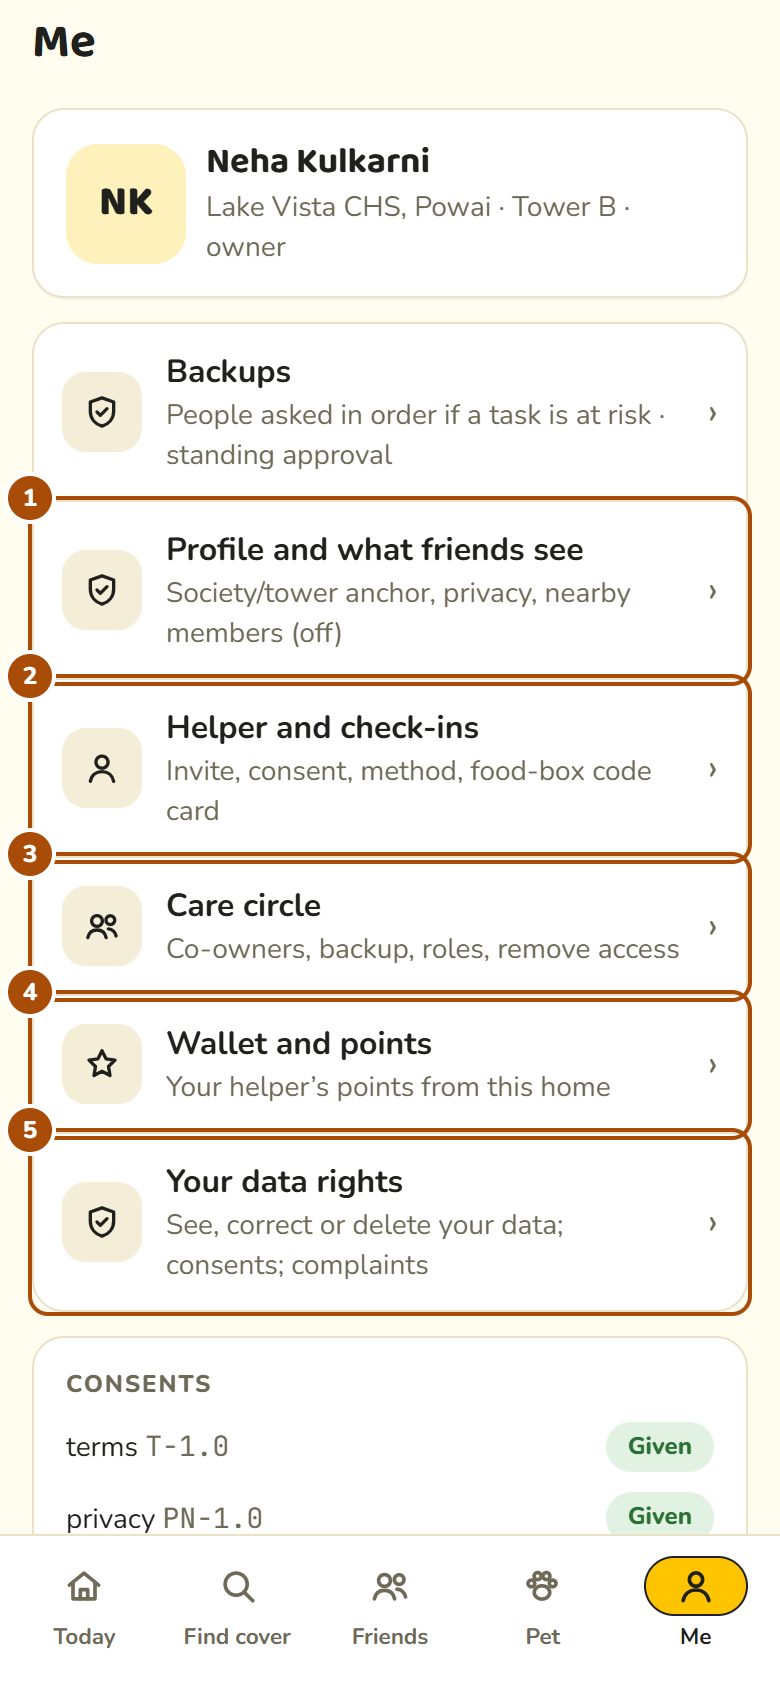 Me
NK
Neha Kulkarni
Lake Vista CHS, Powai · Tower B ·
owner
Backups
People asked in order if a task is at risk ·
standing approval
1
Profile and what friends see
Society/tower anchor, privacy, nearby
members (off)
2
Helper and check-ins
Invite, consent, method, food-box code
card
3
Care circle
Co-owners, backup, roles, remove access
4
Wallet and points
Your helper’s points from this home
5
Your data rights
See, correct or delete your data;
consents; complaints
CONSENTS
terms T-1.0 Given
privacy PN-1.0 Given
Today Find cover Friends Pet Me